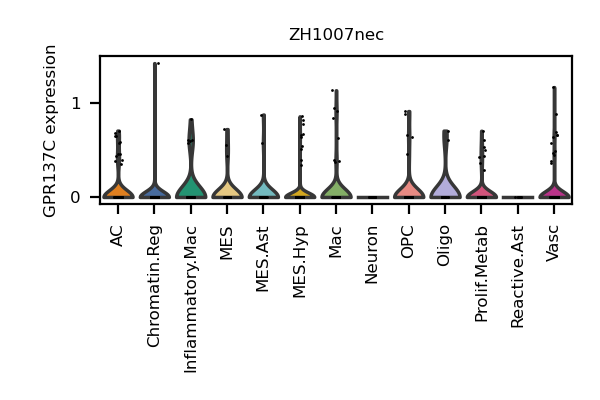 ZH1007nec
GPR137C expression
1
0
AC
Chromatin.Reg
Inflammatory.Mac
MES
MES.Ast
MES.Hyp
Mac
Neuron
OPC
Oligo
Prolif.Metab
Reactive.Ast
Vasc